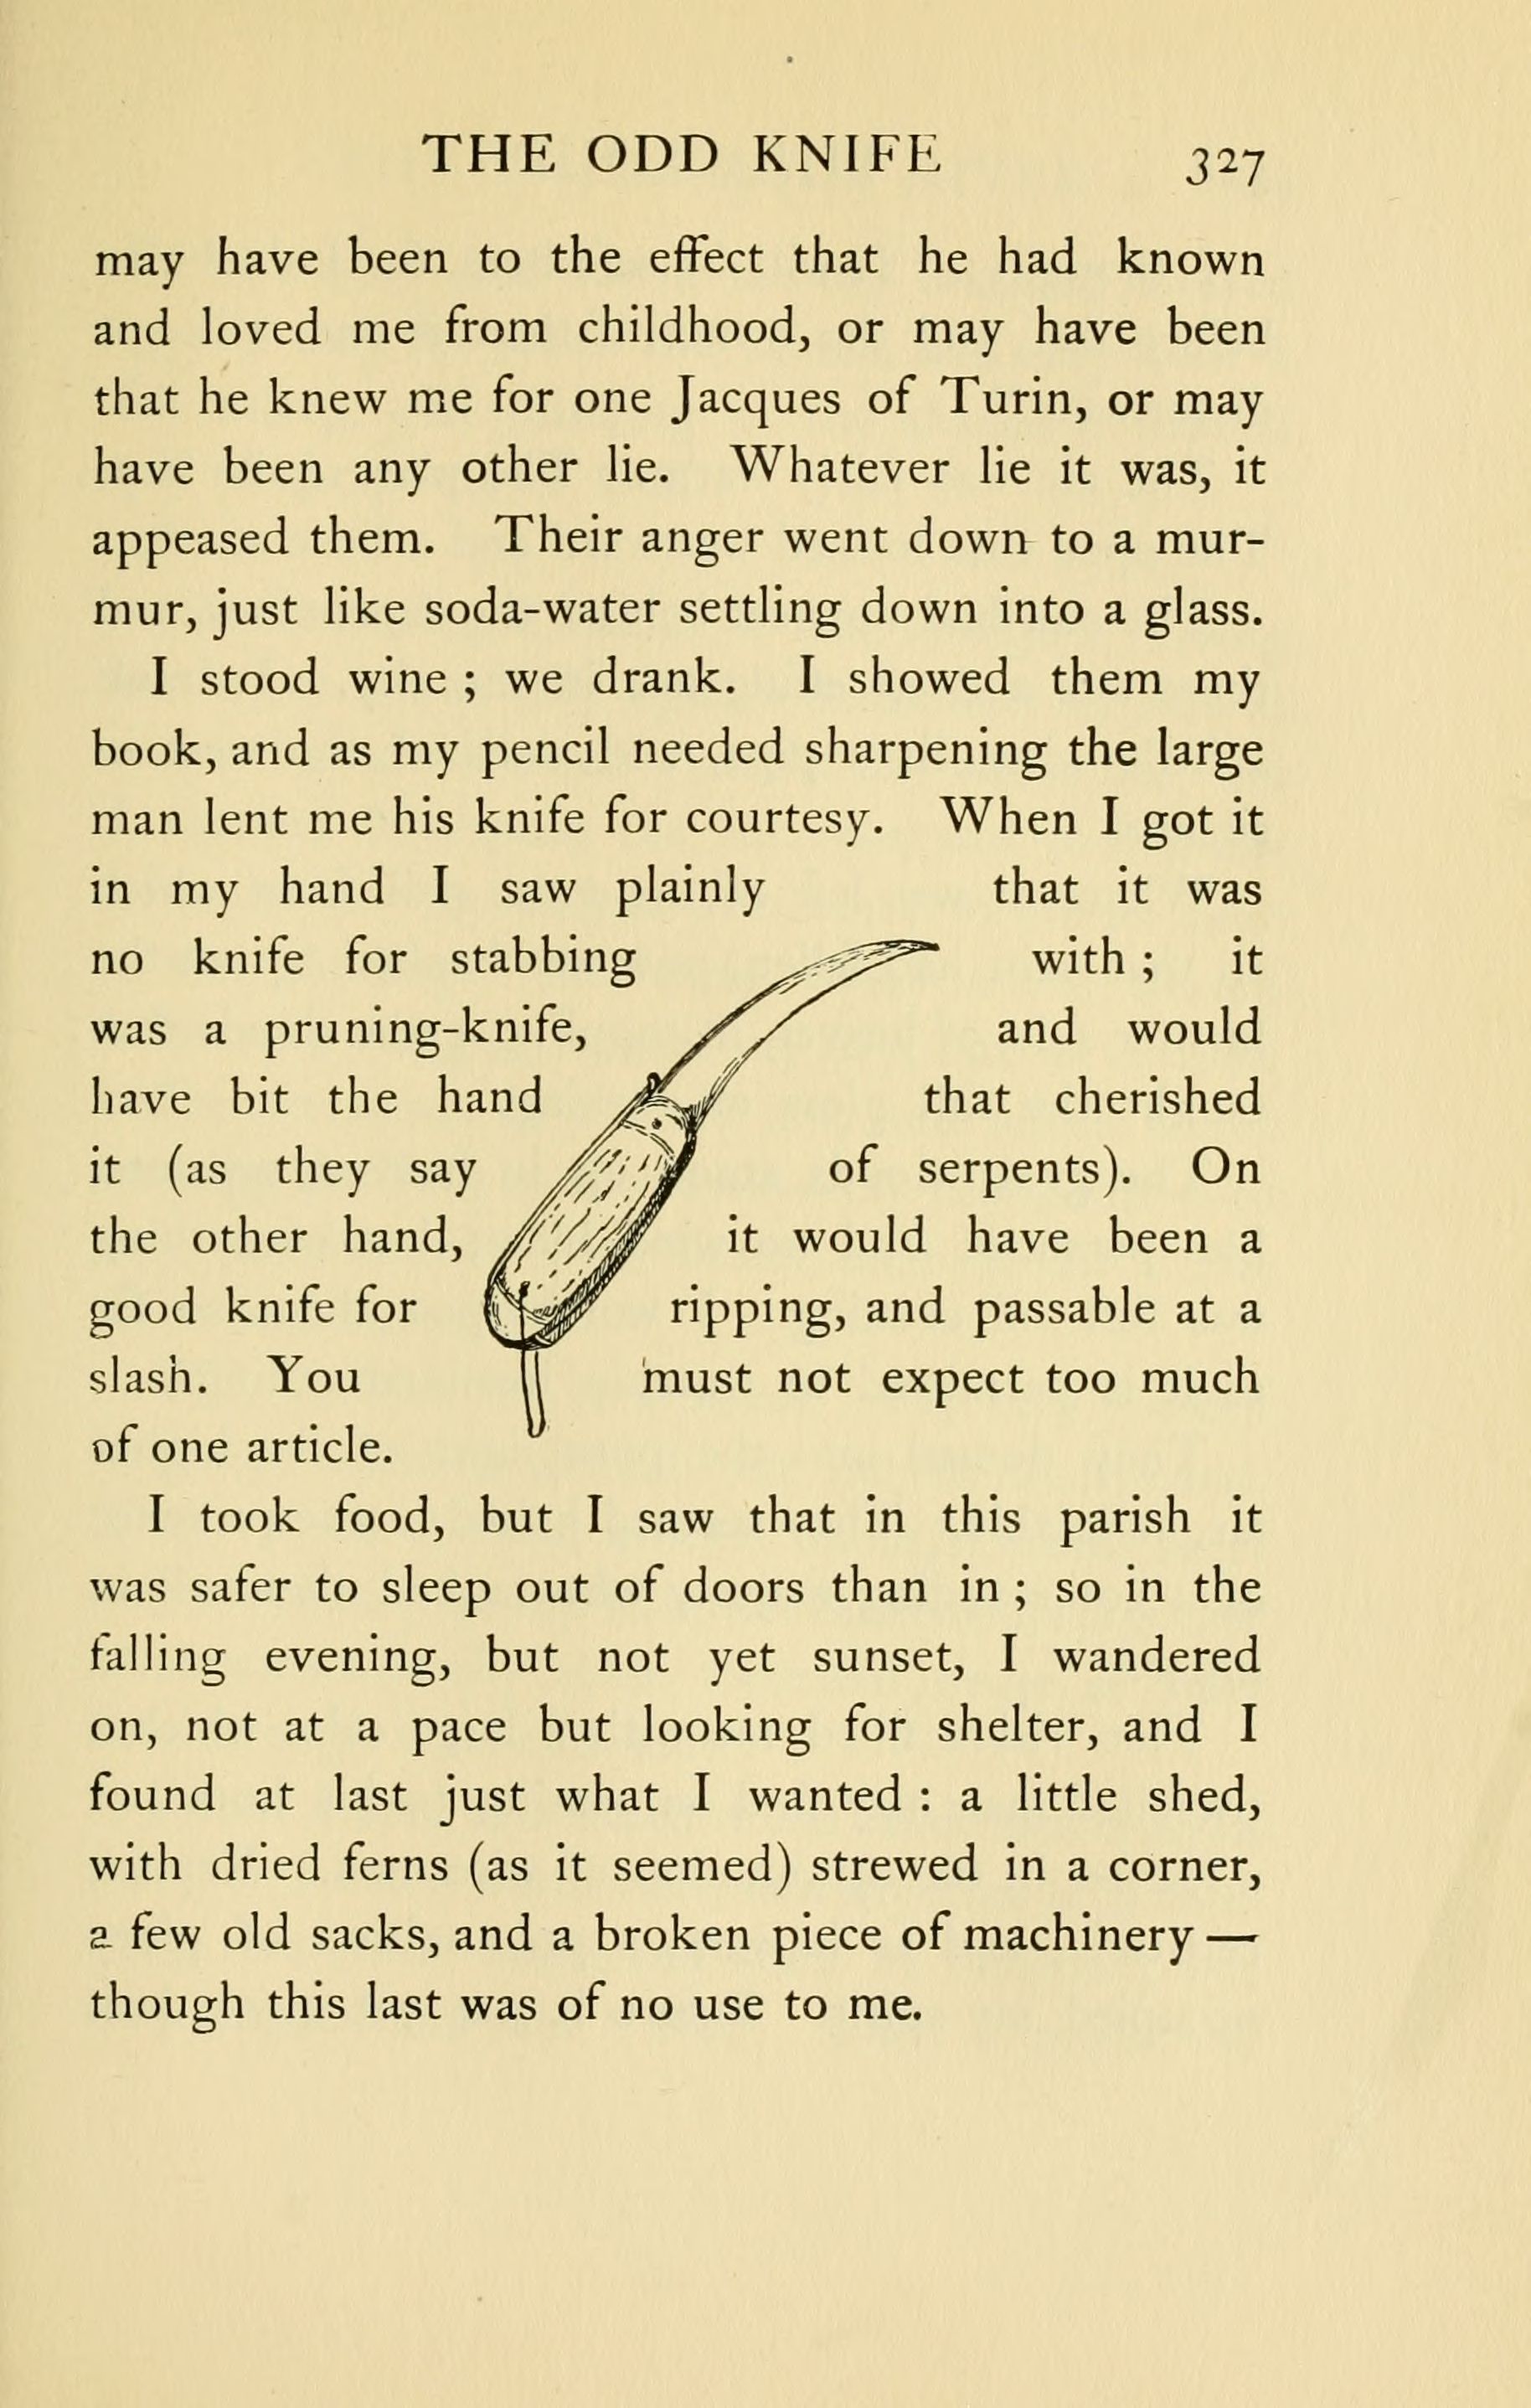 THE ODD KNIFE 327
may have been to the effect that he had known
and loved me from childhood, or may have been
that he knew me for one Jacques of Turin, or may
have been any other lie. Whatever lie it was, it
appeased them. Their anger went down to a mur-
mur, just like soda-water settling down into a glass.
I stood wine ; we drank. I showed them my
book, and as my pencil needed sharpening the large
man lent me his knife for courtesy. When I got it
in my hand I saw plainly that it was
no knife for stabbing with ; it
was a pruning-knife, and would
have bit the hand that cherished
it (as they say of serpents). On
the other hand, it would have been a
good knife for ripping, and passable at a
slash. You must not expect too much
of one article.
I took food, but I saw that in this parish it
was safer to sleep out of doors than in ; so in the
falling evening, but not yet sunset, I wandered
on, not at a pace but looking for shelter, and I
found at last just what I wanted : a little shed,
with dried ferns (as it seemed) strewed in a corner,
a few old sacks, and a broken piece of machinery —
though this last was of no use to me.